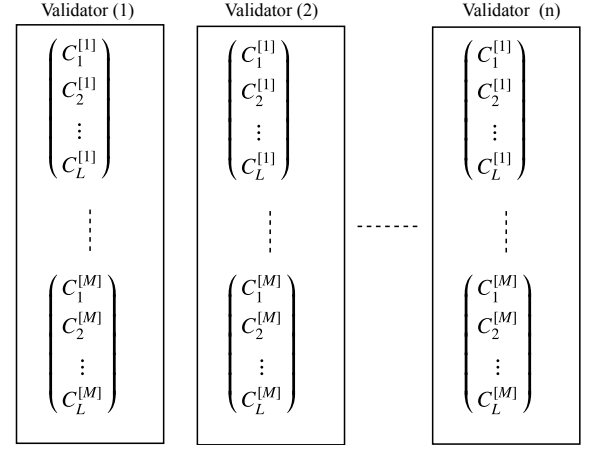 Validator (1) Validator (2) Validator (n)
C_1^{[1]} C_1^{[1]} C_1^{[1]}
C_2^{[1]} C_2^{[1]} C_2^{[1]}
⋮ ⋮ ⋮
C_L^{[1]} C_L^{[1]} C_L^{[1]}
C_1^{[M]} C_1^{[M]} C_1^{[M]}
C_2^{[M]} C_2^{[M]} C_2^{[M]}
⋮ ⋮ ⋮
C_L^{[M]} C_L^{[M]} C_L^{[M]}